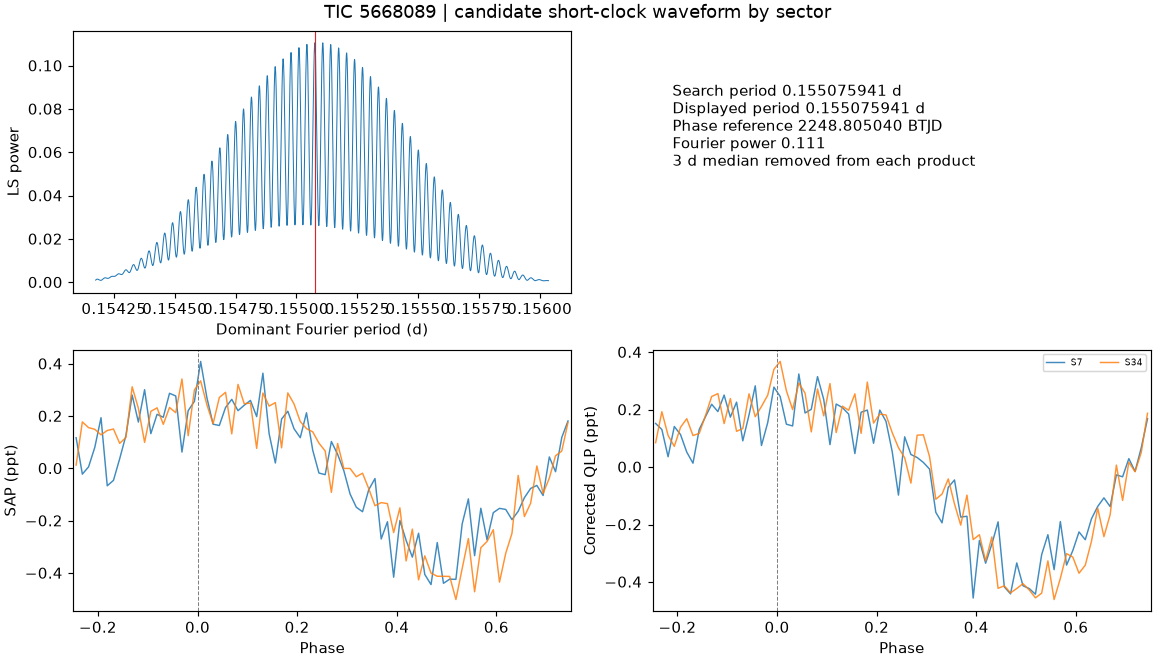 TIC 5668089 | candidate short-clock waveform by sector
LS power
0.10
0.08
0.06
0.04
0.02
0.00
0.15425 0.15450 0.15475 0.15500 0.15525 0.15550 0.15575 0.15600
Dominant Fourier period (d)
Search period 0.155075941 d
Displayed period 0.155075941 d
Phase reference 2248.805040 BTJD
Fourier power 0.111
3 d median removed from each product
SAP (ppt)
0.4
0.2
0.0
−0.2
−0.4
−0.2 0.0 0.2 0.4 0.6
Phase
Corrected QLP (ppt)
0.4
0.2
0.0
−0.2
−0.4
S7 S34
−0.2 0.0 0.2 0.4 0.6
Phase